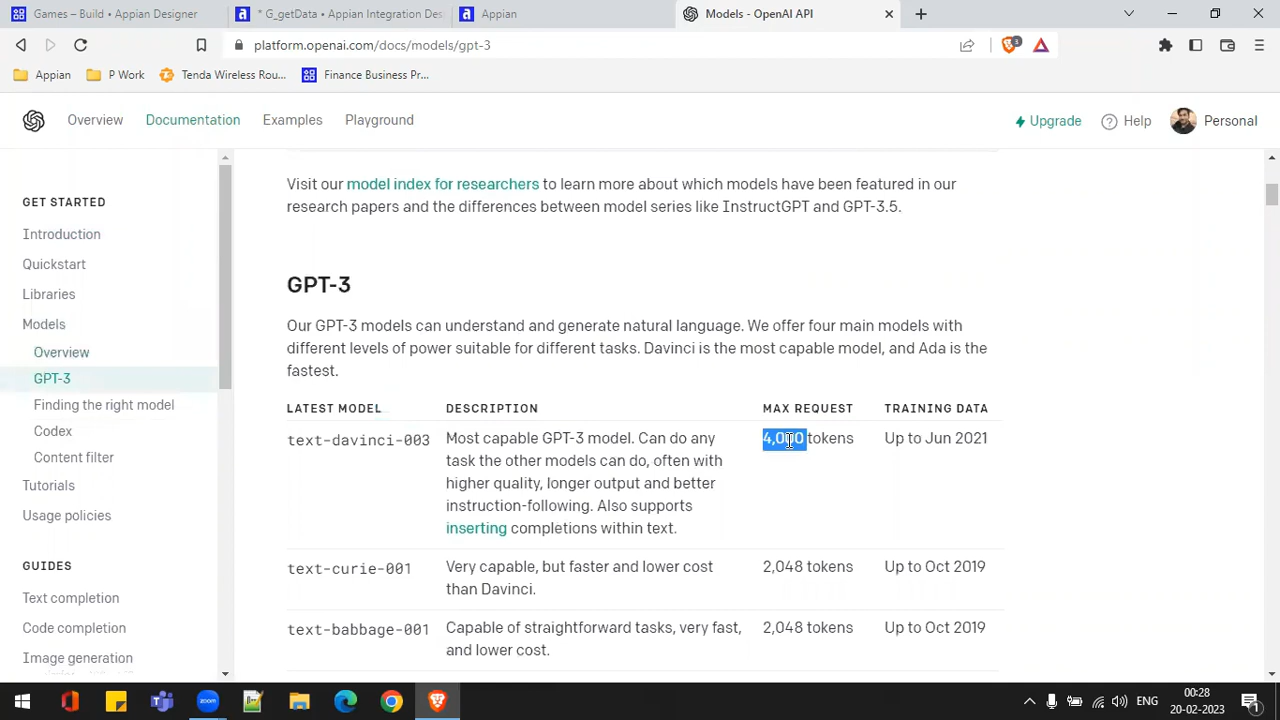 Games – Build • Appian Designer
* G_getData • Appian Integration Des
Appian
Models - OpenAI API
platform.openai.com/docs/models/gpt-3
3
Appian
P Work
Tenda Wireless Rou...
Finance Business Pr...
Overview
Documentation
Examples
Playground
Upgrade
Help
Personal
GET STARTED
Introduction
Quickstart
Libraries
Models
Overview
GPT-3
Finding the right model
Codex
Content filter
Tutorials
Usage policies
GUIDES
Text completion
Code completion
Image generation
Visit our model index for researchers to learn more about which models have been featured in our
research papers and the differences between model series like InstructGPT and GPT-3.5.
GPT-3
Our GPT-3 models can understand and generate natural language. We offer four main models with
different levels of power suitable for different tasks. Davinci is the most capable model, and Ada is the
fastest.
LATEST MODEL DESCRIPTION MAX REQUEST TRAINING DATA
text-davinci-003 Most capable GPT-3 model. Can do any 4,000 tokens Up to Jun 2021
task the other models can do, often with
higher quality, longer output and better
instruction-following. Also supports
inserting completions within text.
text-curie-001 Very capable, but faster and lower cost 2,048 tokens Up to Oct 2019
than Davinci.
text-babbage-001 Capable of straightforward tasks, very fast, 2,048 tokens Up to Oct 2019
and lower cost.
zoom
ENG
00:28
20-02-2023
1